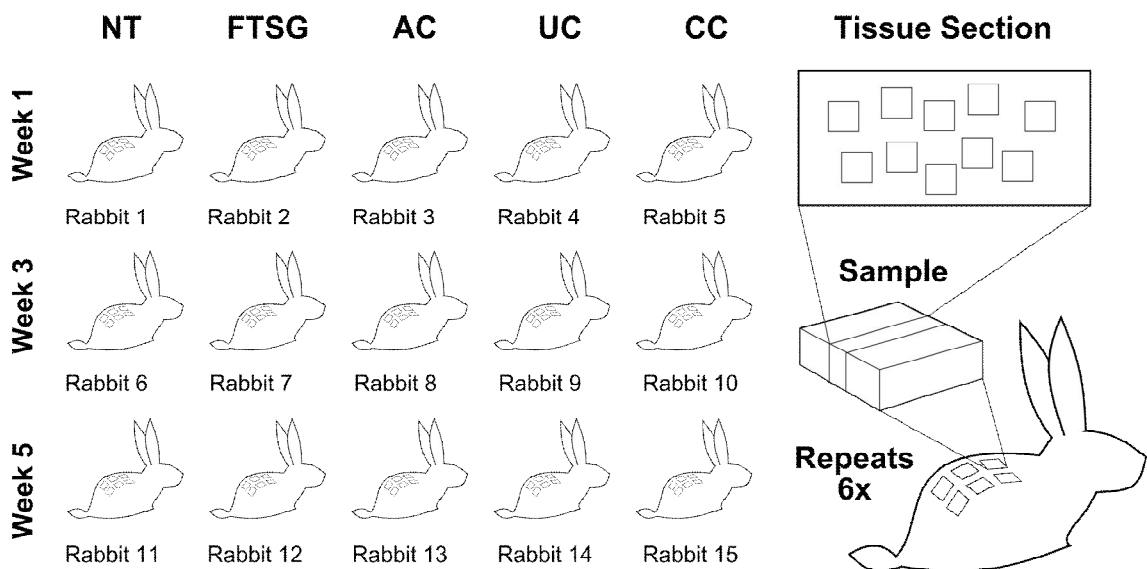 NT FTSG AC UC CC Tissue Section
Week 1
Rabbit 1 Rabbit 2 Rabbit 3 Rabbit 4 Rabbit 5
Week 3
Sample
Rabbit 6 Rabbit 7 Rabbit 8 Rabbit 9 Rabbit 10
Week 5
Repeats
6x
Rabbit 11 Rabbit 12 Rabbit 13 Rabbit 14 Rabbit 15